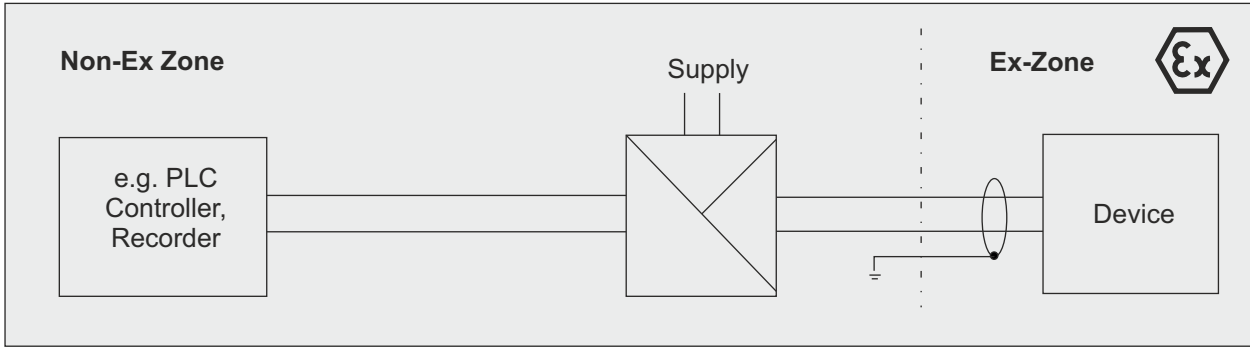 Non-Ex Zone
Supply
Ex-Zone
Ex
e.g. PLC
Controller,
Recorder
Device